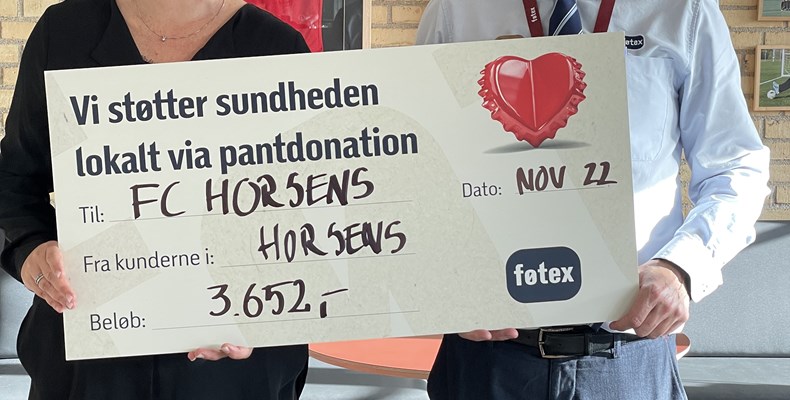 føtex
føtex
Vi støtter sundheden
lokalt via pantdonation
Til: FC HORSENS
Dato: NOV 22
Fra kunderne i: HORSENS
føtex
Beløb: 3.652,-